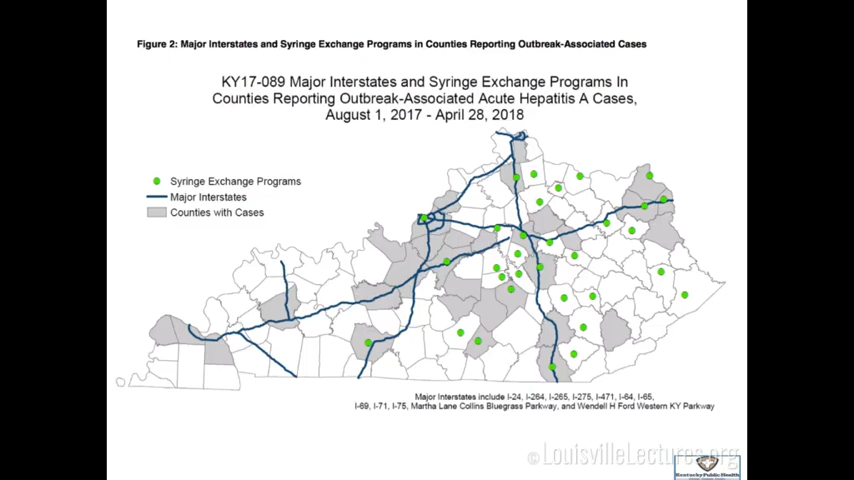 Figure 2: Major Interstates and Syringe Exchange Programs in Counties Reporting Outbreak-Associated Cases
KY17-089 Major Interstates and Syringe Exchange Programs In
Counties Reporting Outbreak-Associated Acute Hepatitis A Cases,
August 1, 2017 - April 28, 2018
Syringe Exchange Programs
Major Interstates
Counties with Cases
Major Interstates include I-24, I-264, I-265, I-275, I-471, I-64, I-65,
I-69, I-71, I-75, Martha Lane Collins Bluegrass Parkway, and Wendell H Ford Western KY Parkway
©LouisvilleLectures.org
KentuckyPublicHealth